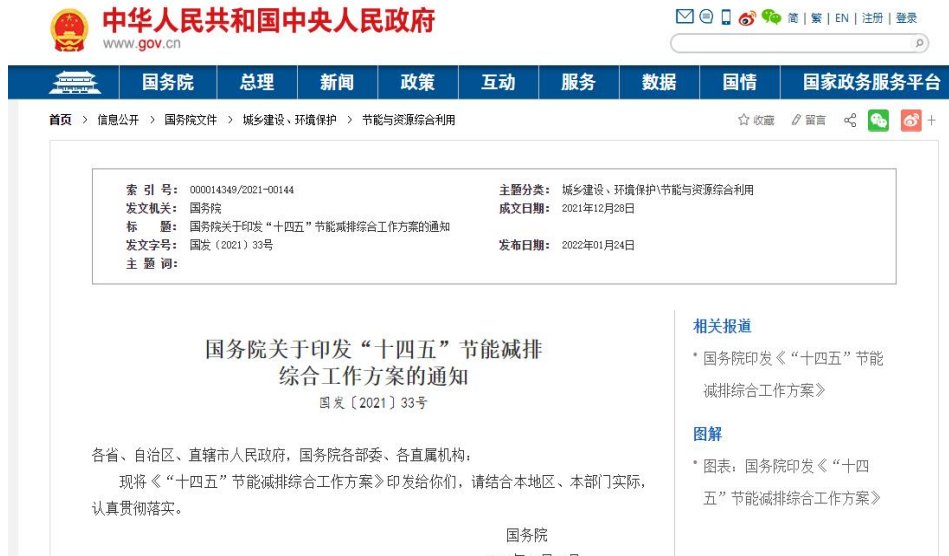 中华人民共和国中央人民政府
www.gov.cn
简 | 繁 | EN | 注册 | 登录
国务院 总理 新闻 政策 互动 服务 数据 国情 国家政务服务平台
首页 > 信息公开 > 国务院文件 > 城乡建设、环境保护 > 节能与资源综合利用
收藏 留言
索 引 号: 000014349/2021-00144 主题分类: 城乡建设、环境保护\节能与资源综合利用
发文机关: 国务院 成文日期: 2021年12月28日
标 题: 国务院关于印发“十四五”节能减排综合工作方案的通知
发文字号: 国发〔2021〕33号 发布日期: 2022年01月24日
主 题 词:
国务院关于印发“十四五”节能减排
综合工作方案的通知
国发〔2021〕33号
各省、自治区、直辖市人民政府，国务院各部委、各直属机构：
现将《“十四五”节能减排综合工作方案》印发给你们，请结合本地区、本部门实际，
认真贯彻落实。
国务院
相关报道
* 国务院印发《“十四五”节能
减排综合工作方案》
图解
* 图表：国务院印发《“十四
五”节能减排综合工作方案》